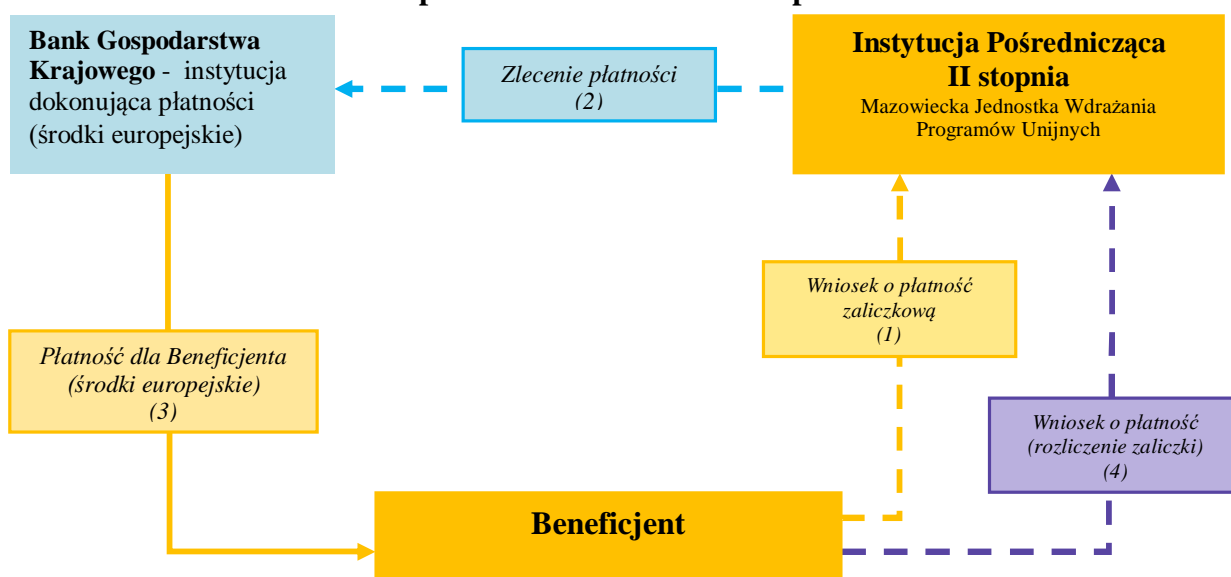 Bank Gospodarstwa
Krajowego - instytucja
dokonująca płatności
(środki europejskie)
Zlecenie płatności
(2)
Instytucja Pośrednicząca
II stopnia
Mazowiecka Jednostka Wdrażania
Programów Unijnych
Wniosek o płatność
zaliczkową
(1)
Płatność dla Beneficjenta
(środki europejskie)
(3)
Wniosek o płatność
(rozliczenie zaliczki)
(4)
Beneficjent